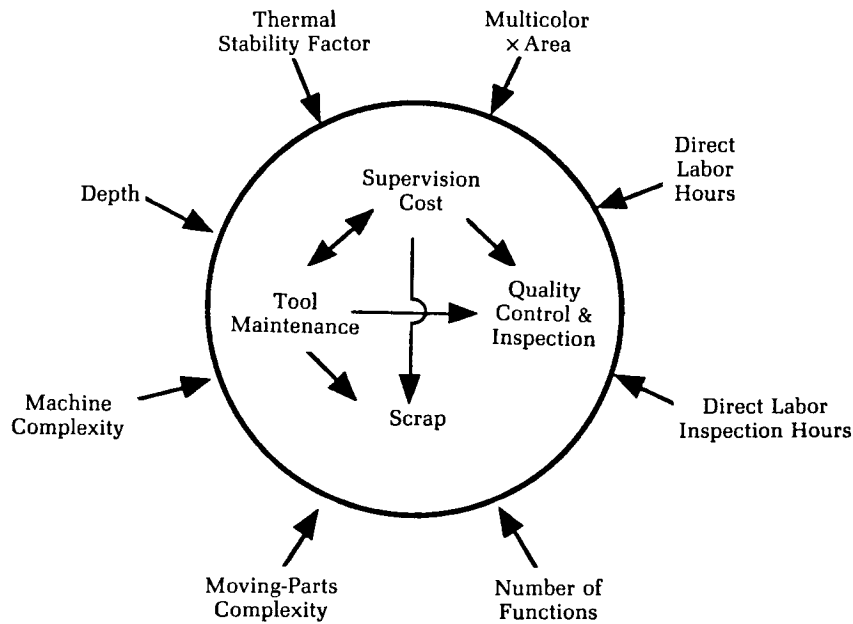 Thermal
Stability Factor
Multicolor
× Area
Direct
Labor
Hours
Depth
Supervision
Cost
Tool
Maintenance
Quality
Control &
Inspection
Scrap
Machine
Complexity
Direct Labor
Inspection Hours
Moving-Parts
Complexity
Number of
Functions